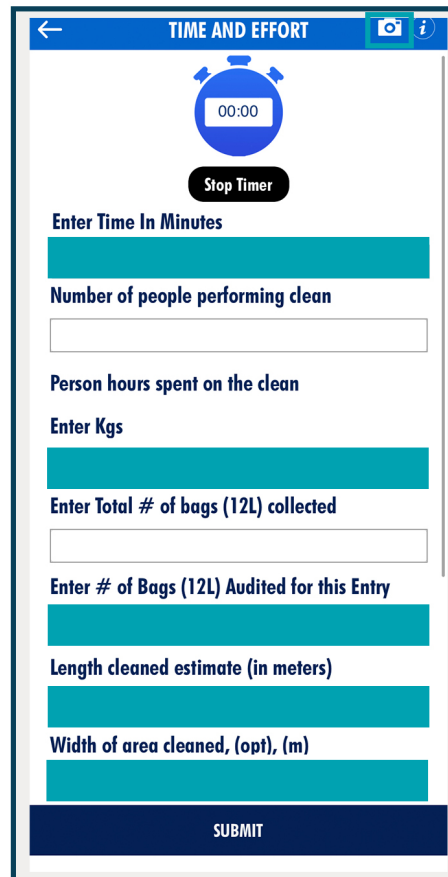 TIME AND EFFORT i
00:00
Stop Timer
Enter Time In Minutes
Number of people performing clean
Person hours spent on the clean
Enter Kgs
Enter Total # of bags (12L) collected
Enter # of Bags (12L) Audited for this Entry
Length cleaned estimate (in meters)
Width of area cleaned, (opt), (m)
SUBMIT